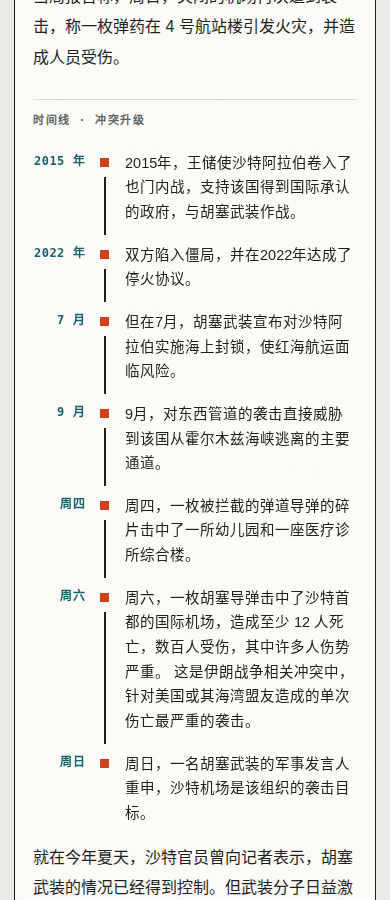 击，称一枚弹药在 4 号航站楼引发火灾，并造
成人员受伤。
时间线 · 冲突升级
2015 年
2015年，王储使沙特阿拉伯卷入了
也门内战，支持该国得到国际承认
的政府，与胡塞武装作战。
2022 年
双方陷入僵局，并在2022年达成了
停火协议。
7 月
但在7月，胡塞武装宣布对沙特阿
拉伯实施海上封锁，使红海航运面
临风险。
9 月
9月，对东西管道的袭击直接威胁
到该国从霍尔木兹海峡逃离的主要
通道。
周四
周四，一枚被拦截的弹道导弹的碎
片击中了一所幼儿园和一座医疗诊
所综合楼。
周六
周六，一枚胡塞导弹击中了沙特首
都的国际机场，造成至少 12 人死
亡，数百人受伤，其中许多人伤势
严重。 这是伊朗战争相关冲突中，
针对美国或其海湾盟友造成的单次
伤亡最严重的袭击。
周日
周日，一名胡塞武装的军事发言人
重申，沙特机场是该组织的袭击目
标。
就在今年夏天，沙特官员曾向记者表示，胡塞
武装的情况已经得到控制。但武装分子日益激